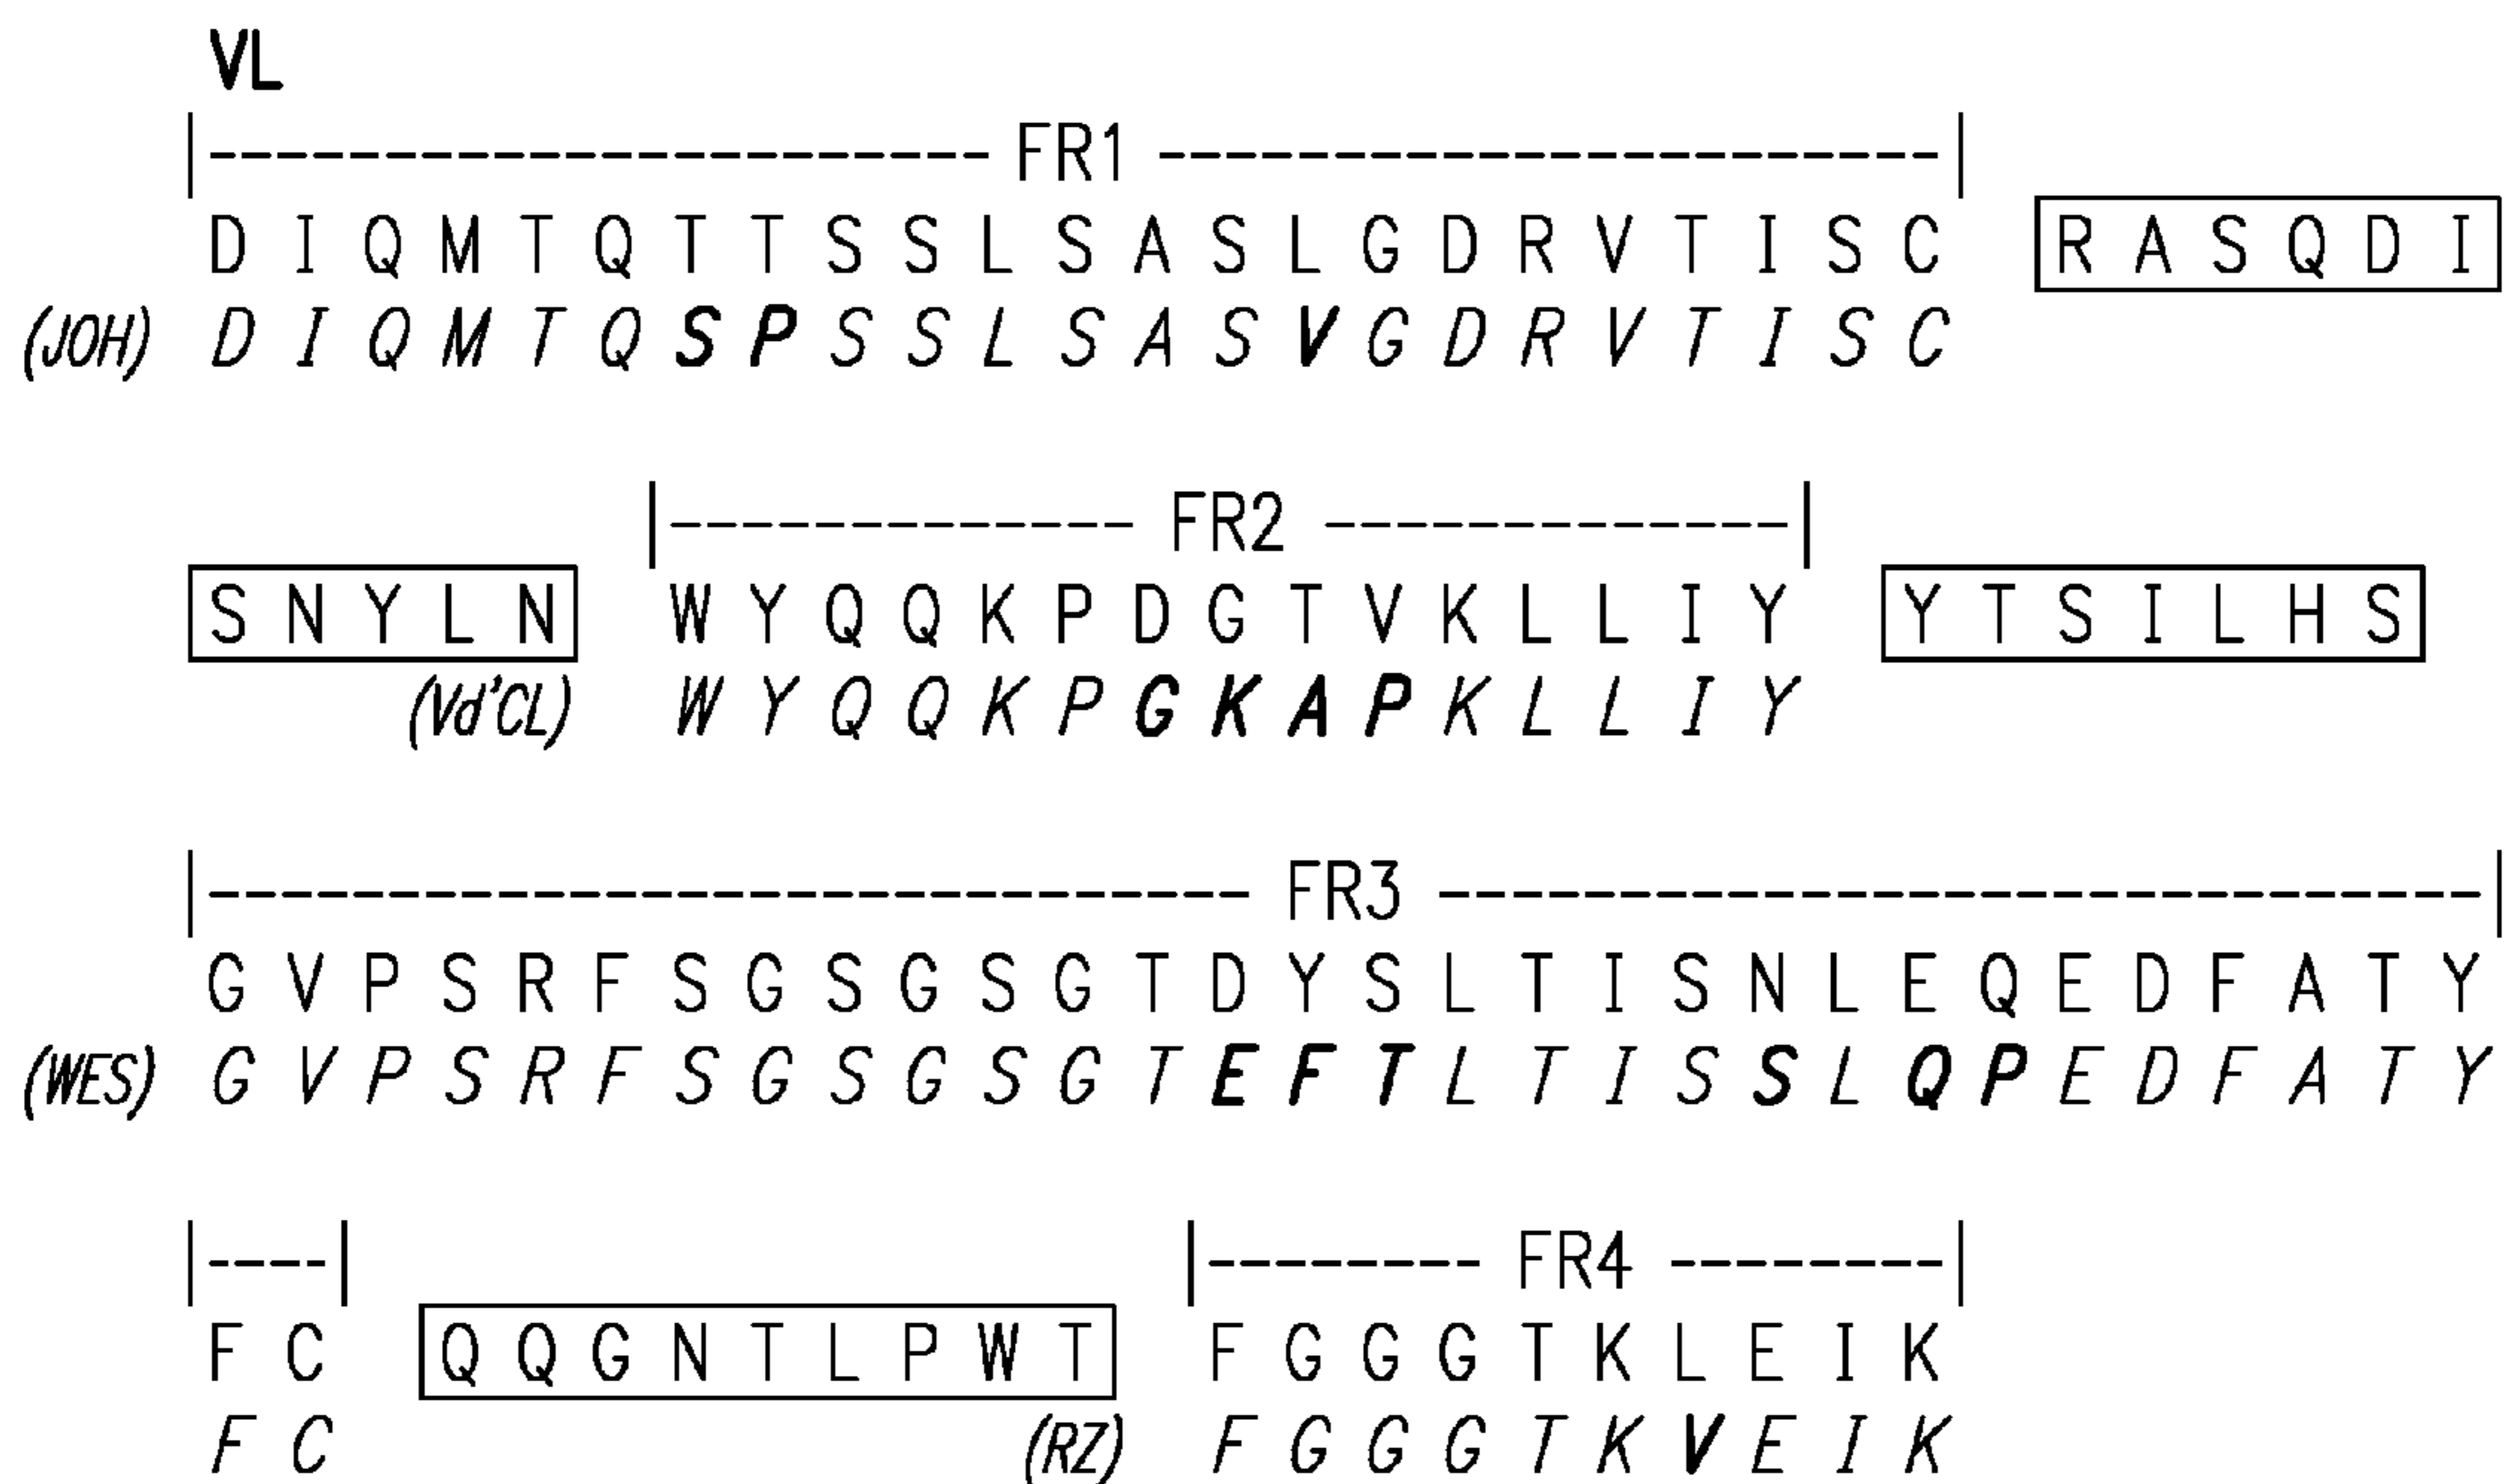 VL
|---------------------- FR1 ----------------------|
D I Q M T Q T T S S L S A S L G D R V T I S C R A S Q D I
(JOH) D I Q M T Q S P S S L S A S V G D R V T I S C
|------------- FR2 -------------|
S N Y L N W Y Q Q K P D G T V K L L I Y Y T S I L H S
(Vd'CL) W Y Q Q K P G K A P K L L I Y
|----------------------------- FR3 -----------------------------|
G V P S R F S G S G S G T D Y S L T I S N L E Q E D F A T Y
(WES) G V P S R F S G S G S G T E F T L T I S S L Q P E D F A T Y
|----| |-------- FR4 --------|
F C Q Q G N T L P W T F G G G T K L E I K
F C (RZ) F G G G T K V E I K